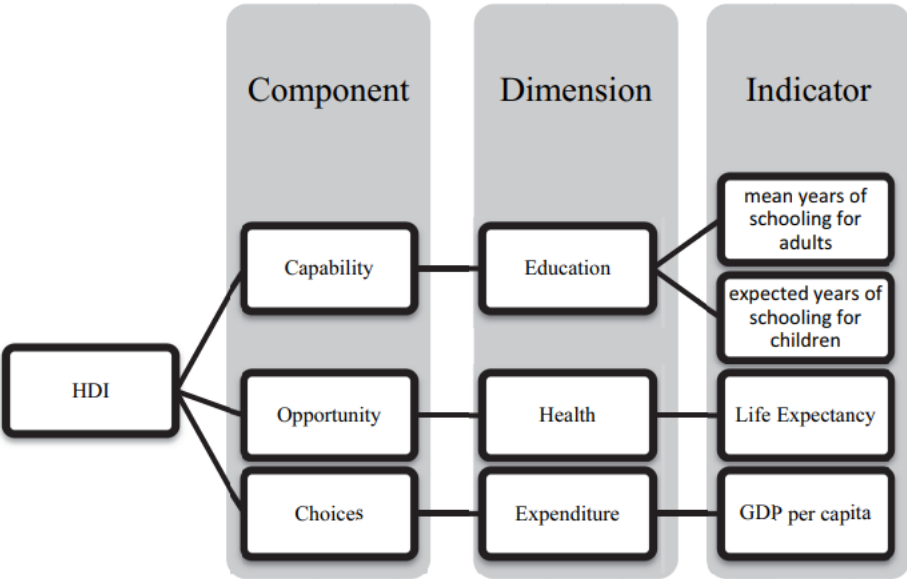 Component
Dimension
Indicator
HDI
Capability
Education
mean years of
schooling for
adults
expected years of
schooling for
children
Opportunity
Health
Life Expectancy
Choices
Expenditure
GDP per capita